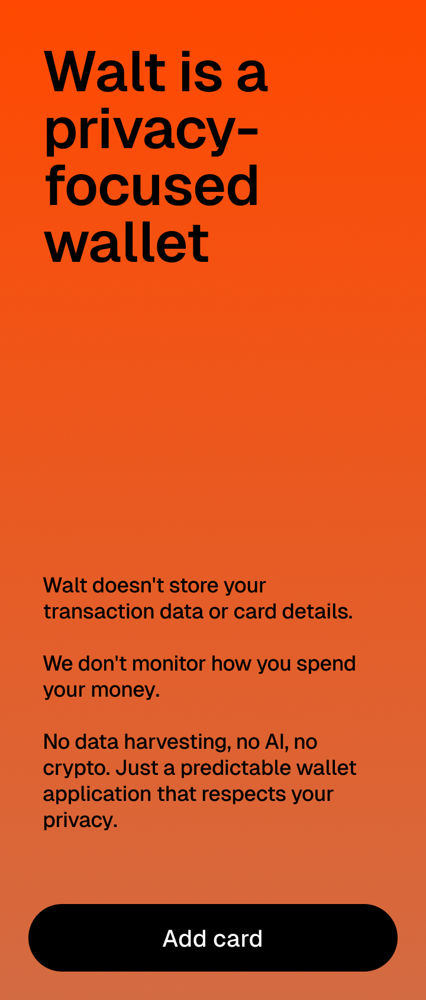 Walt is a
privacy-
focused
wallet
Walt doesn't store your
transaction data or card details.
We don't monitor how you spend
your money.
No data harvesting, no AI, no
crypto. Just a predictable wallet
application that respects your
privacy.
Add card